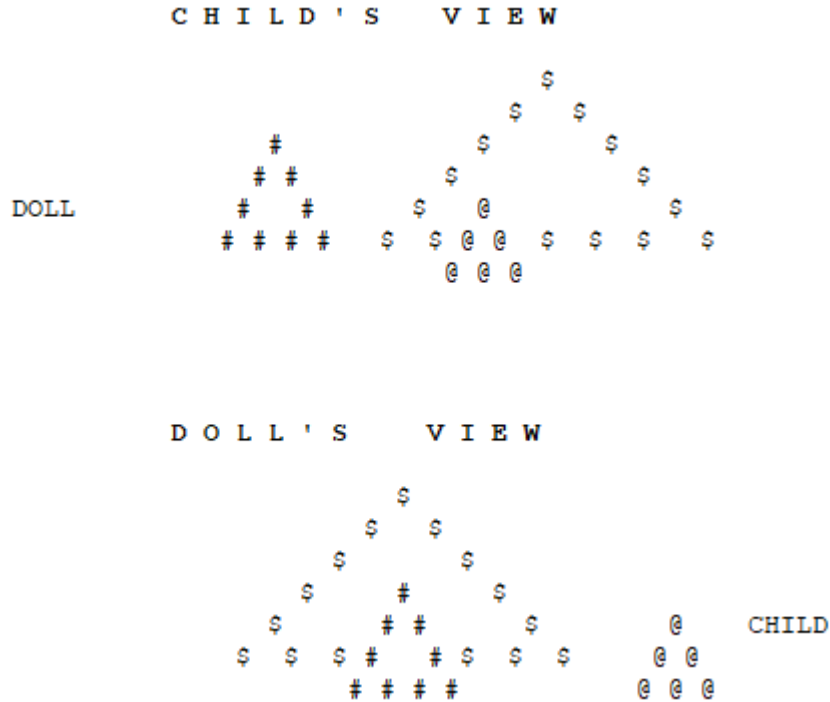 C H I L D ' S   V I E W
$
$ $
# $ $
# # $ $
DOLL # # $ @ $
# # # # $ $ @ @ $ $ $ $
@ @ @
D O L L ' S   V I E W
$
$ $
$ $
$ # $
$ # # $ @ CHILD
$ $ $ # # $ $ $ @ @
# # # # @ @ @